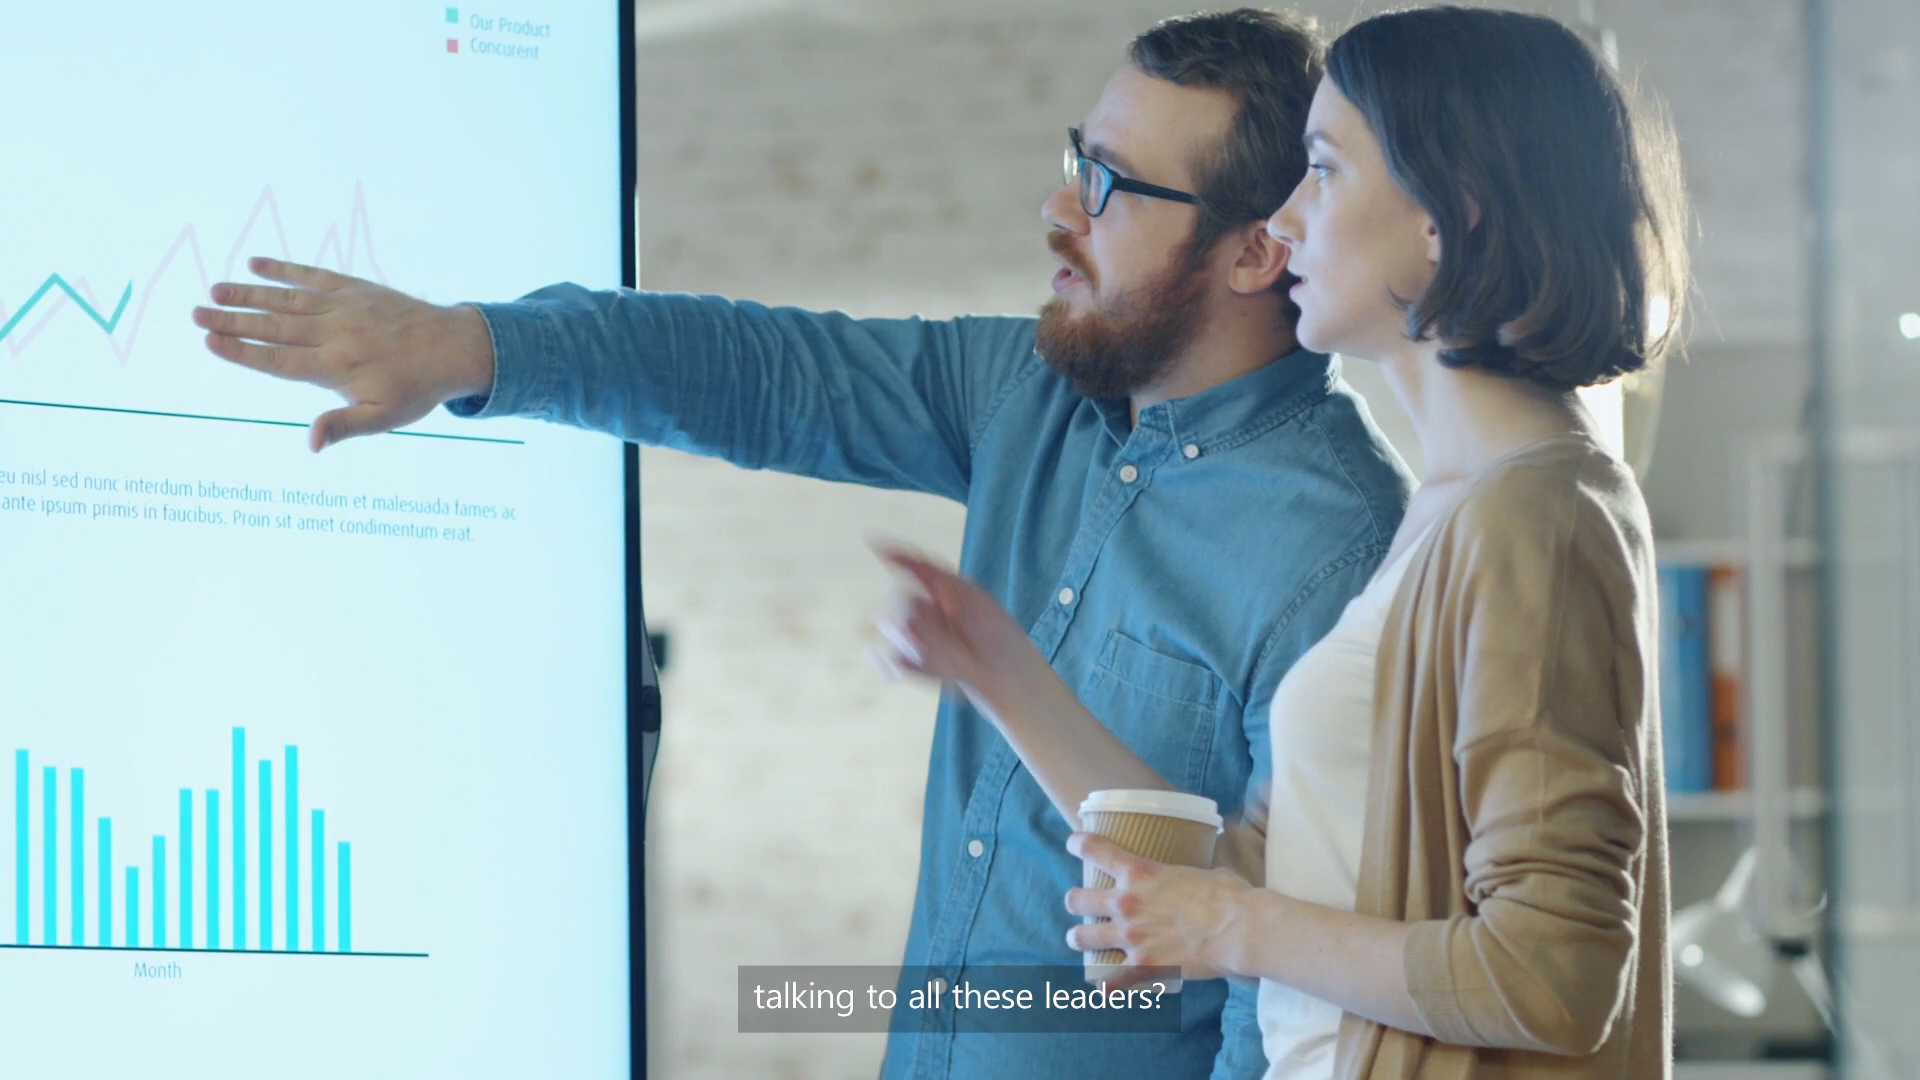 Our Product
Concurent
eu nisl sed nunc interdum bibendum. Interdum et malesuada fames ac
ante ipsum primis in faucibus. Proin sit amet condimentum erat.
Month
talking to all these leaders?